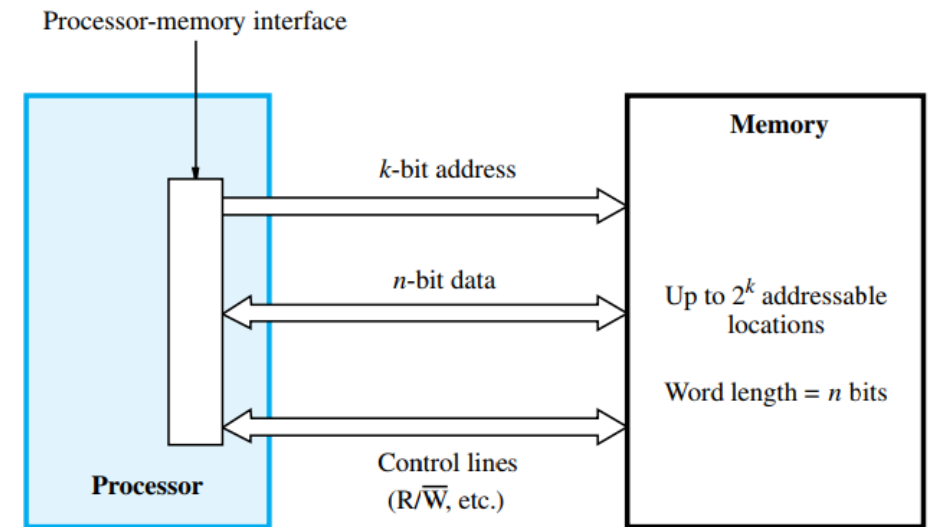 Processor-memory interface
Memory
k-bit address
n-bit data
Up to 2^k addressable
locations
Word length = n bits
Control lines
(R/W̅, etc.)
Processor